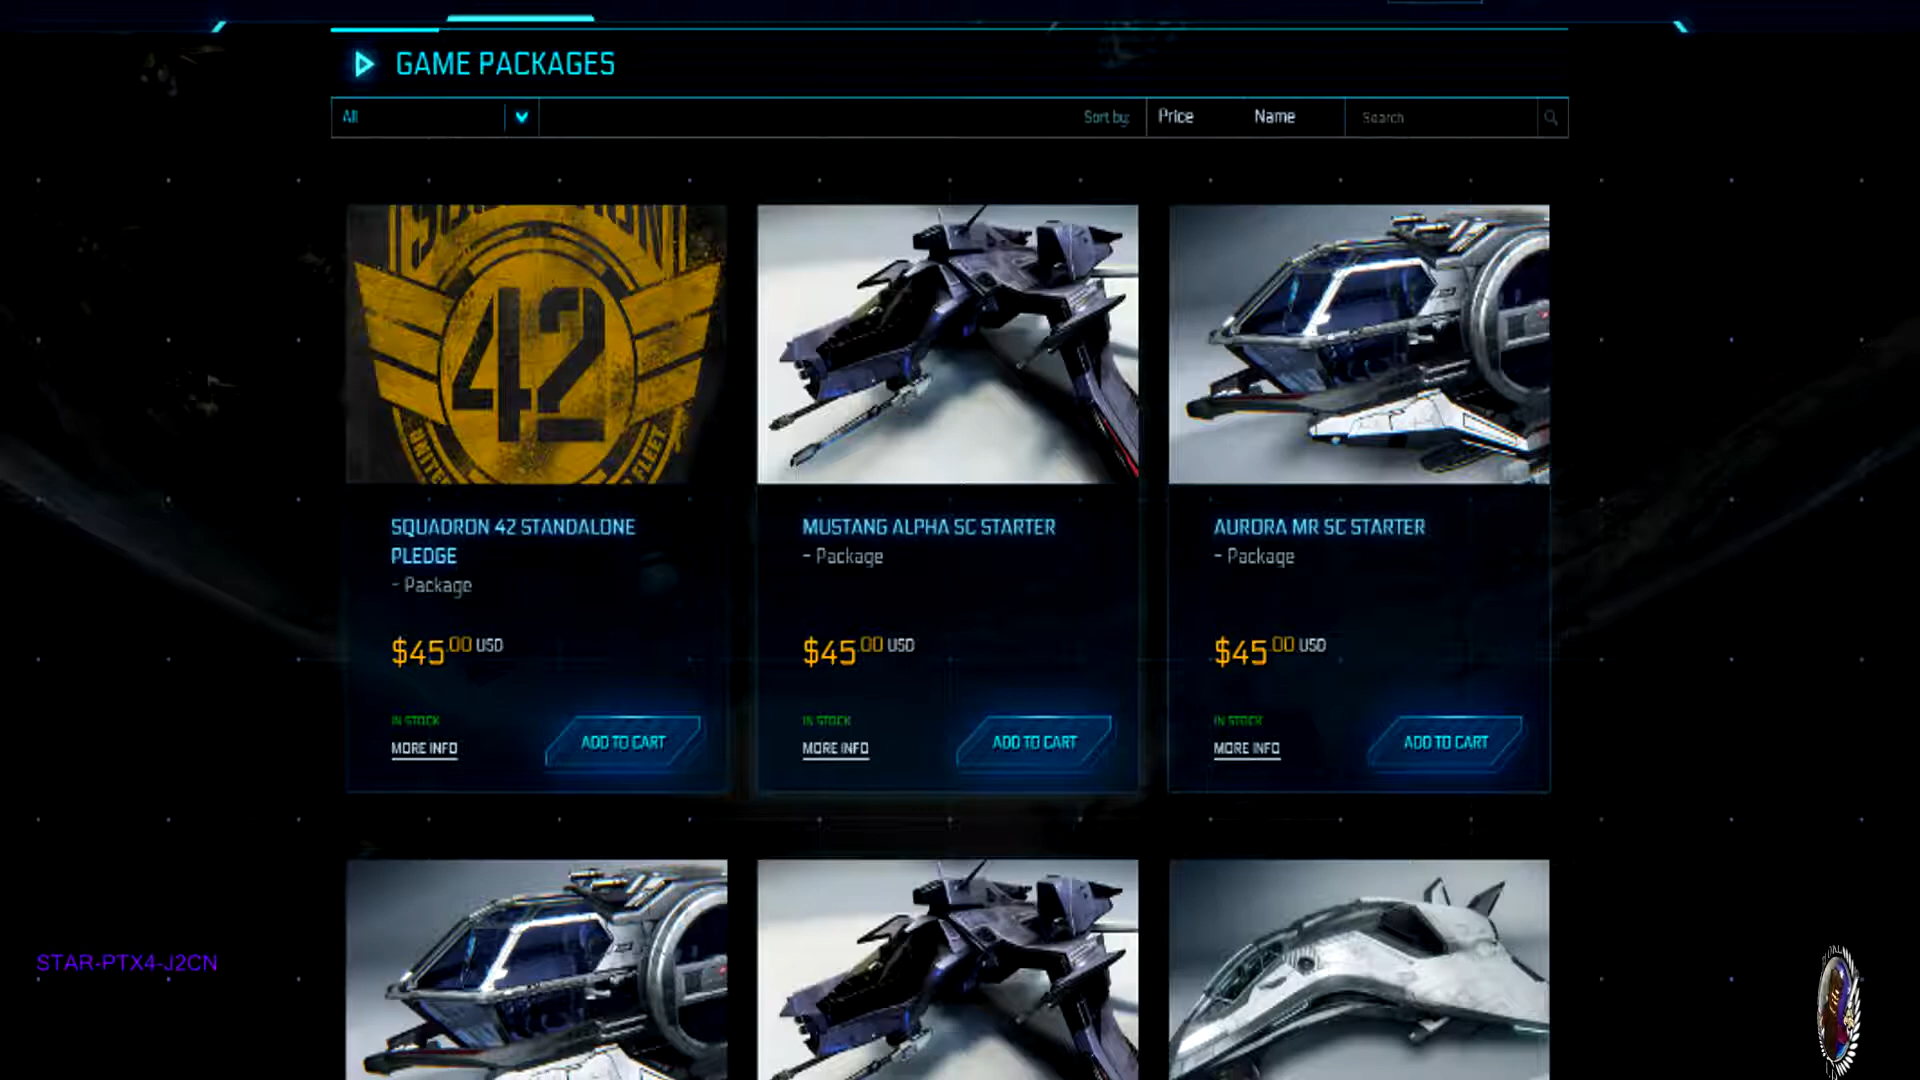 GAME PACKAGES
All
Sort by:
Price
Name
Search
42
FLEET
SQUADRON 42 STANDALONE
PLEDGE
- Package
$45.00 USD
IN STOCK
MORE INFO
ADD TO CART
MUSTANG ALPHA SC STARTER
- Package
$45.00 USD
IN STOCK
MORE INFO
ADD TO CART
AURORA MR SC STARTER
- Package
$45.00 USD
IN STOCK
MORE INFO
ADD TO CART
STAR-PTX4-J2CN